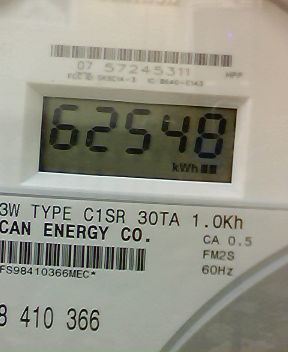 07 57245311
HPP
62548
kWh
3W TYPE C1SR 30TA 1.0Kh
CAN ENERGY CO.
CA 0.5
FM2S
60Hz
FS98410366MEC*
8 410 366